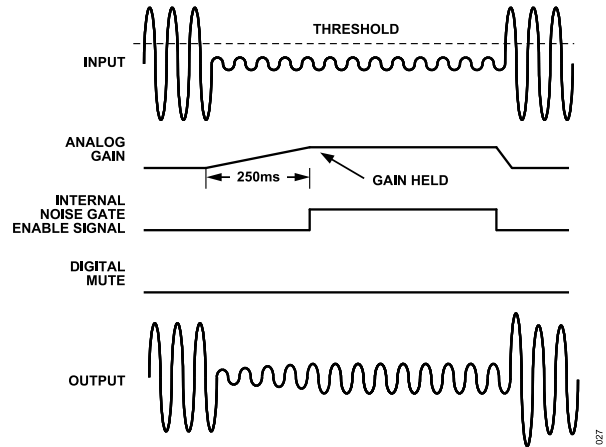 THRESHOLD
INPUT
ANALOG
GAIN
250ms
GAIN HELD
INTERNAL
NOISE GATE
ENABLE SIGNAL
DIGITAL
MUTE
OUTPUT
027